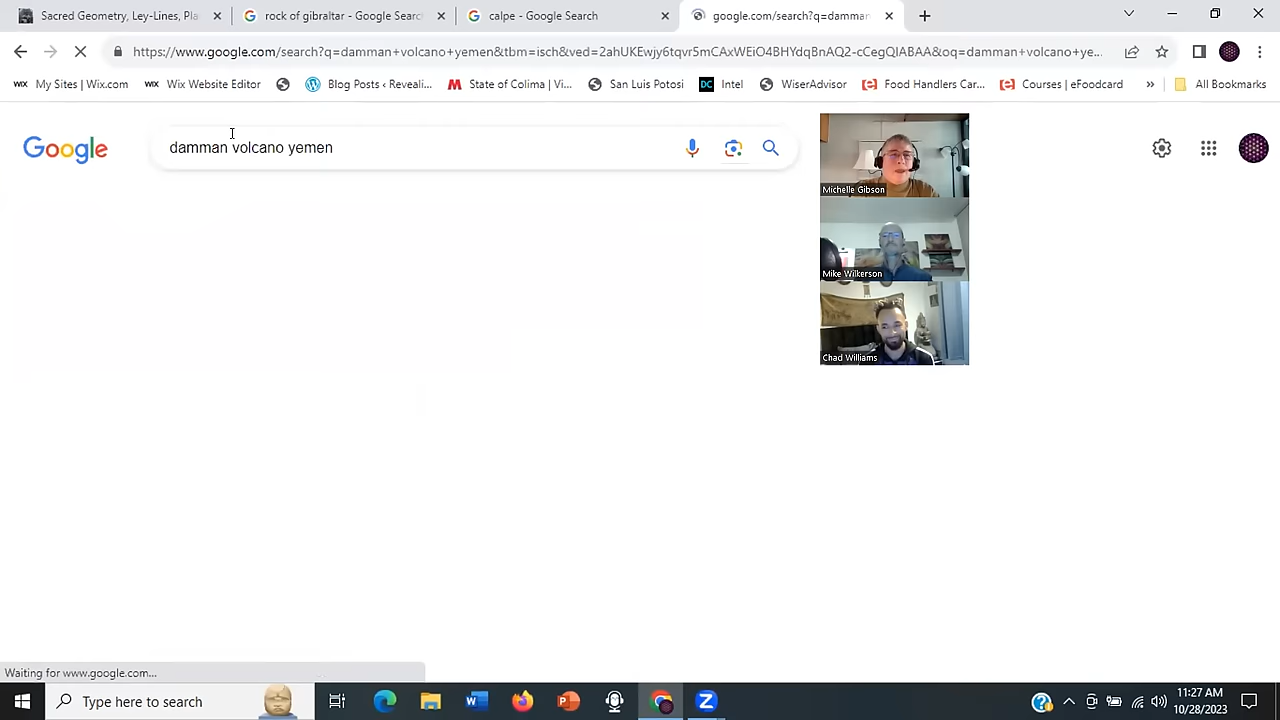 Sacred Geometry, Ley-Lines, Pla
rock of gibraltar - Google Searc
calpe - Google Search
google.com/search?q=damman
https://www.google.com/search?q=damman+volcano+yemen&tbm=isch&ved=2ahUKEwjy6tqvr5mCAxWEiO4BHYdqBnAQ2-cCegQIABAA&oq=damman+volcano+ye...
WIX My Sites | Wix.com
WIX Wix Website Editor
Blog Posts ‹ Reveali...
State of Colima | Vi...
San Luis Potosi
DC Intel
WiserAdvisor
Food Handlers Car...
Courses | eFoodcard
»
All Bookmarks
Google
damman volcano yemen
Michelle Gibson
Mike Wilkerson
Chad Williams
Waiting for www.google.com...
Type here to search
11:27 AM
10/28/2023